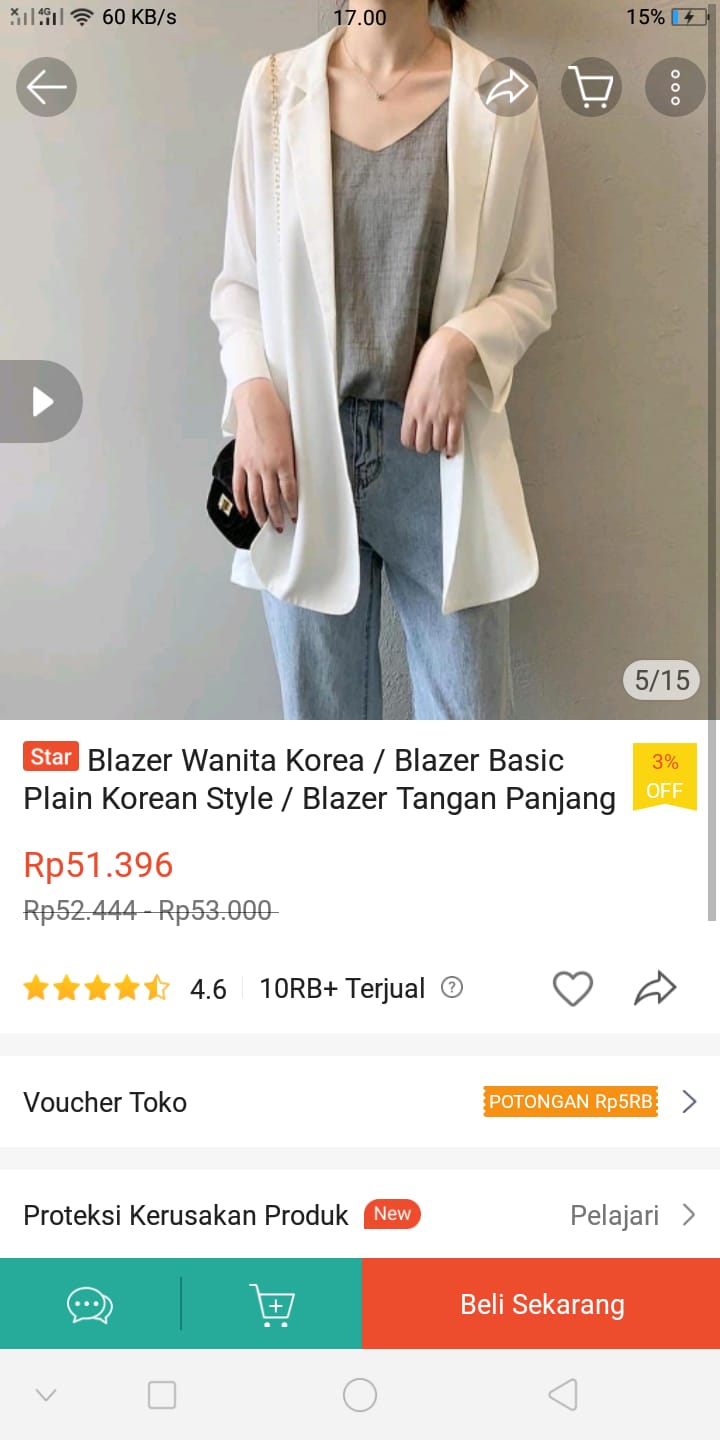 4G 60 KB/s 17.00 15%
5/15
Star Blazer Wanita Korea / Blazer Basic
Plain Korean Style / Blazer Tangan Panjang
3%
OFF
Rp51.396
Rp52.444 - Rp53.000
4.6 10RB+ Terjual ?
Voucher Toko POTONGAN Rp5RB
Proteksi Kerusakan Produk New Pelajari
Beli Sekarang